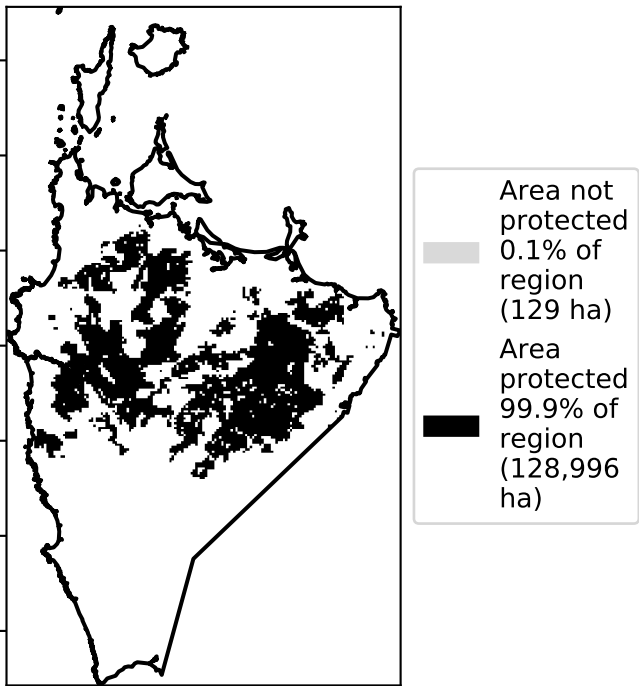 Area not
protected
0.1% of
region
(129 ha)
Area
protected
99.9% of
region
(128,996
ha)